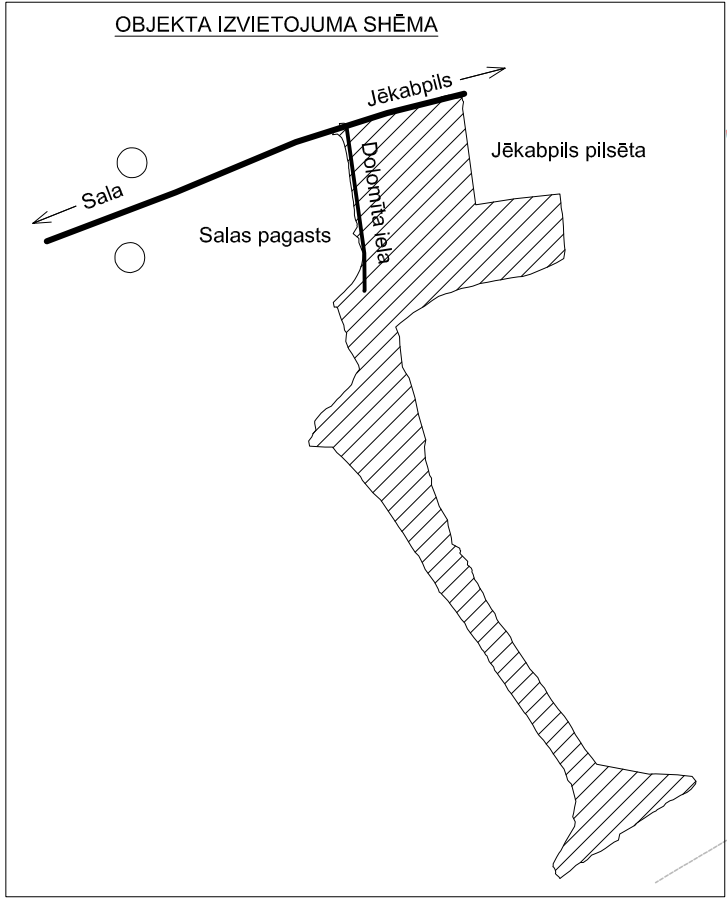 OBJEKTA IZVIETOJUMA SHĒMA
Jēkabpils
Jēkabpils pilsēta
Dolomīta iela
Sala
Salas pagasts